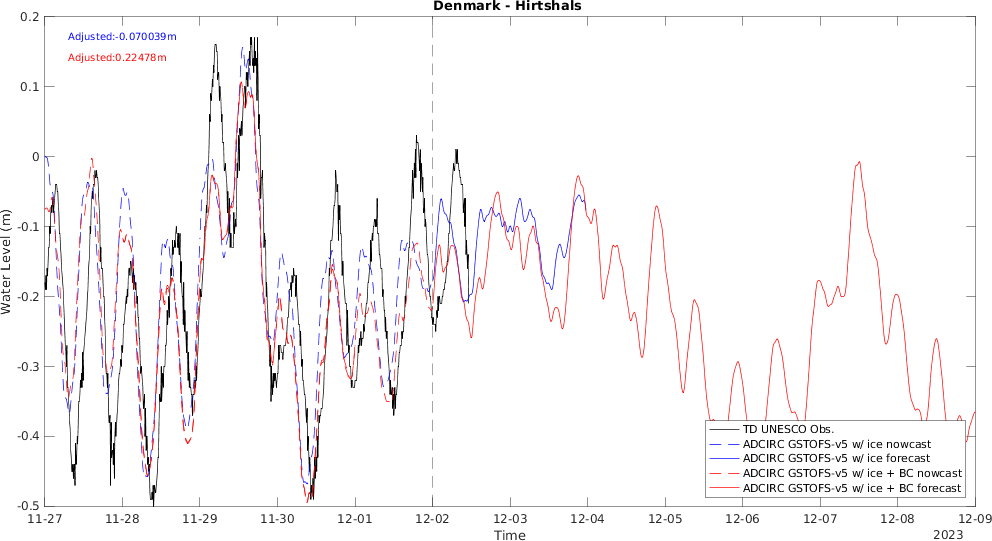 Denmark - Hirtshals
Adjusted:-0.070039m
Adjusted:0.22478m
0.2
0.1
0
-0.1
-0.2
-0.3
-0.4
-0.5
Water Level (m)
TD UNESCO Obs.
ADCIRC GSTOFS-v5 w/ ice nowcast
ADCIRC GSTOFS-v5 w/ ice forecast
ADCIRC GSTOFS-v5 w/ ice + BC nowcast
ADCIRC GSTOFS-v5 w/ ice + BC forecast
11-27 11-28 11-29 11-30 12-01 12-02 12-03 12-04 12-05 12-06 12-07 12-08 12-09
Time
2023